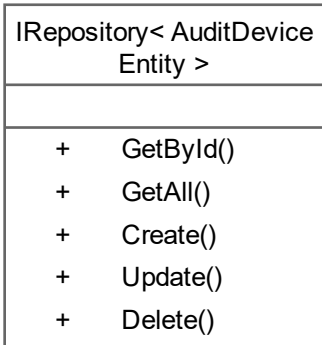 IRepository< AuditDevice
Entity >
+ GetById()
+ GetAll()
+ Create()
+ Update()
+ Delete()